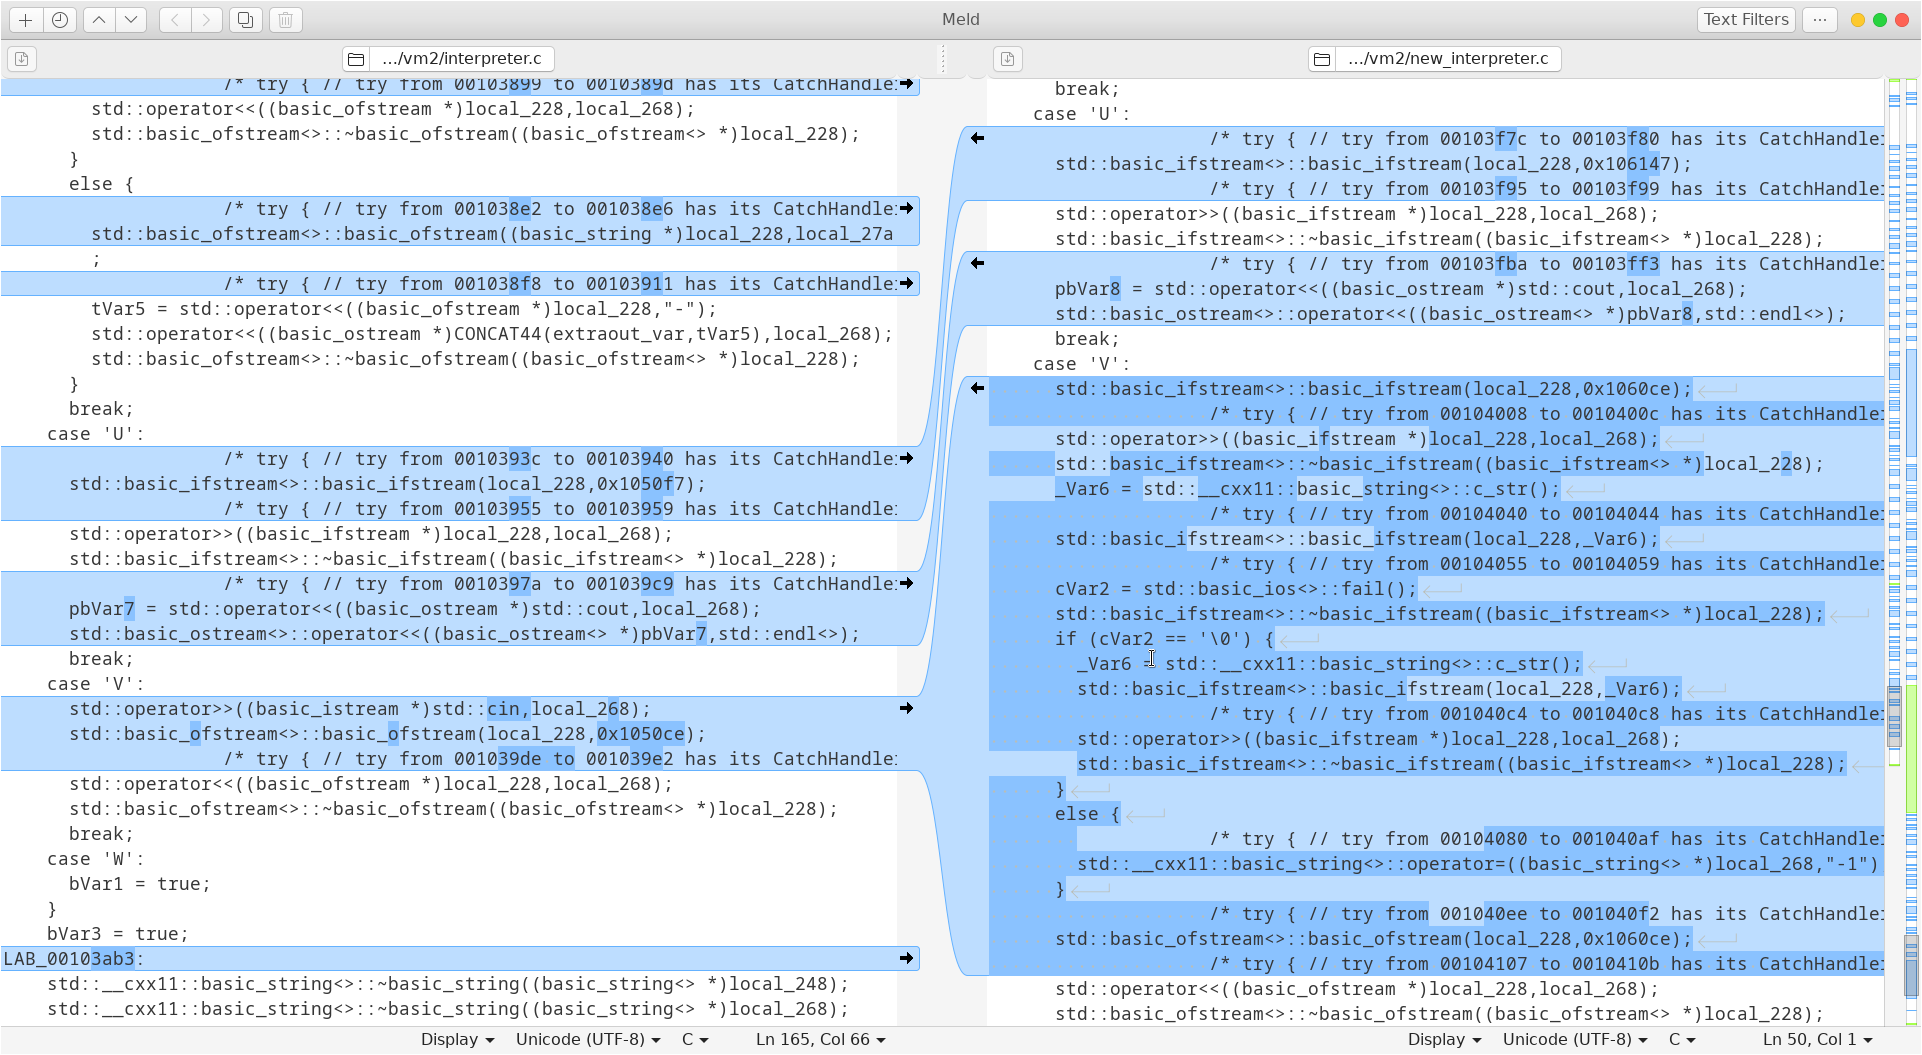 Meld
Text Filters
.../vm2/interpreter.c
.../vm2/new_interpreter.c
/* try { // try from 00103899 to 0010389d has its CatchHandle
std::operator<<((basic_ofstream *)local_228,local_268);
std::basic_ofstream<>::~basic_ofstream((basic_ofstream<> *)local_228);
}
else {
/* try { // try from 001038e2 to 001038e6 has its CatchHandle
std::basic_ofstream<>::basic_ofstream((basic_string *)local_228,local_27a
;
/* try { // try from 001038f8 to 00103911 has its CatchHandle
tVar5 = std::operator<<((basic_ofstream *)local_228,"-");
std::operator<<((basic_ostream *)CONCAT44(extraout_var,tVar5),local_268);
std::basic_ofstream<>::~basic_ofstream((basic_ofstream<> *)local_228);
}
break;
case 'U':
/* try { // try from 0010393c to 00103940 has its CatchHandle
std::basic_ifstream<>::basic_ifstream(local_228,0x1050f7);
/* try { // try from 00103955 to 00103959 has its CatchHandle
std::operator>>((basic_ifstream *)local_228,local_268);
std::basic_ifstream<>::~basic_ifstream((basic_ifstream<> *)local_228);
/* try { // try from 0010397a to 001039c9 has its CatchHandle
pbVar7 = std::operator<<((basic_ostream *)std::cout,local_268);
std::basic_ostream<>::operator<<((basic_ostream<> *)pbVar7,std::endl<>);
break;
case 'V':
std::operator>>((basic_istream *)std::cin,local_268);
std::basic_ofstream<>::basic_ofstream(local_228,0x1050ce);
/* try { // try from 001039de to 001039e2 has its CatchHandle
std::operator<<((basic_ofstream *)local_228,local_268);
std::basic_ofstream<>::~basic_ofstream((basic_ofstream<> *)local_228);
break;
case 'W':
bVar1 = true;
}
bVar3 = true;
LAB_00103ab3:
std::__cxx11::basic_string<>::~basic_string((basic_string<> *)local_248);
std::__cxx11::basic_string<>::~basic_string((basic_string<> *)local_268);
break;
case 'U':
/* try { // try from 00103f7c to 00103f80 has its CatchHandle
std::basic_ifstream<>::basic_ifstream(local_228,0x106147);
/* try { // try from 00103f95 to 00103f99 has its CatchHandle
std::operator>>((basic_ifstream *)local_228,local_268);
std::basic_ifstream<>::~basic_ifstream((basic_ifstream<> *)local_228);
/* try { // try from 00103fba to 00103ff3 has its CatchHandle
pbVar8 = std::operator<<((basic_ostream *)std::cout,local_268);
std::basic_ostream<>::operator<<((basic_ostream<> *)pbVar8,std::endl<>);
break;
case 'V':
std::basic_ifstream<>::basic_ifstream(local_228,0x1060ce);
/* try { // try from 00104008 to 0010400c has its CatchHandle
std::operator>>((basic_ifstream *)local_228,local_268);
std::basic_ifstream<>::~basic_ifstream((basic_ifstream<> *)local_228);
_Var6 = std::__cxx11::basic_string<>::c_str();
/* try { // try from 00104040 to 00104044 has its CatchHandle
std::basic_ifstream<>::basic_ifstream(local_228,_Var6);
/* try { // try from 00104055 to 00104059 has its CatchHandle
cVar2 = std::basic_ios<>::fail();
std::basic_ifstream<>::~basic_ifstream((basic_ifstream<> *)local_228);
if (cVar2 == '\0') {
_Var6 = std::__cxx11::basic_string<>::c_str();
std::basic_ifstream<>::basic_ifstream(local_228,_Var6);
/* try { // try from 001040c4 to 001040c8 has its CatchHandle
std::operator>>((basic_ifstream *)local_228,local_268);
std::basic_ifstream<>::~basic_ifstream((basic_ifstream<> *)local_228);
}
else {
/* try { // try from 00104080 to 001040af has its CatchHandle
std::__cxx11::basic_string<>::operator=((basic_string<> *)local_268,"-1")
}
/* try { // try from 001040ee to 001040f2 has its CatchHandle
std::basic_ofstream<>::basic_ofstream(local_228,0x1060ce);
/* try { // try from 00104107 to 0010410b has its CatchHandle
std::operator<<((basic_ofstream *)local_228,local_268);
std::basic_ofstream<>::~basic_ofstream((basic_ofstream<> *)local_228);
Display Unicode (UTF-8) C Ln 165, Col 66
Display Unicode (UTF-8) C Ln 50, Col 1